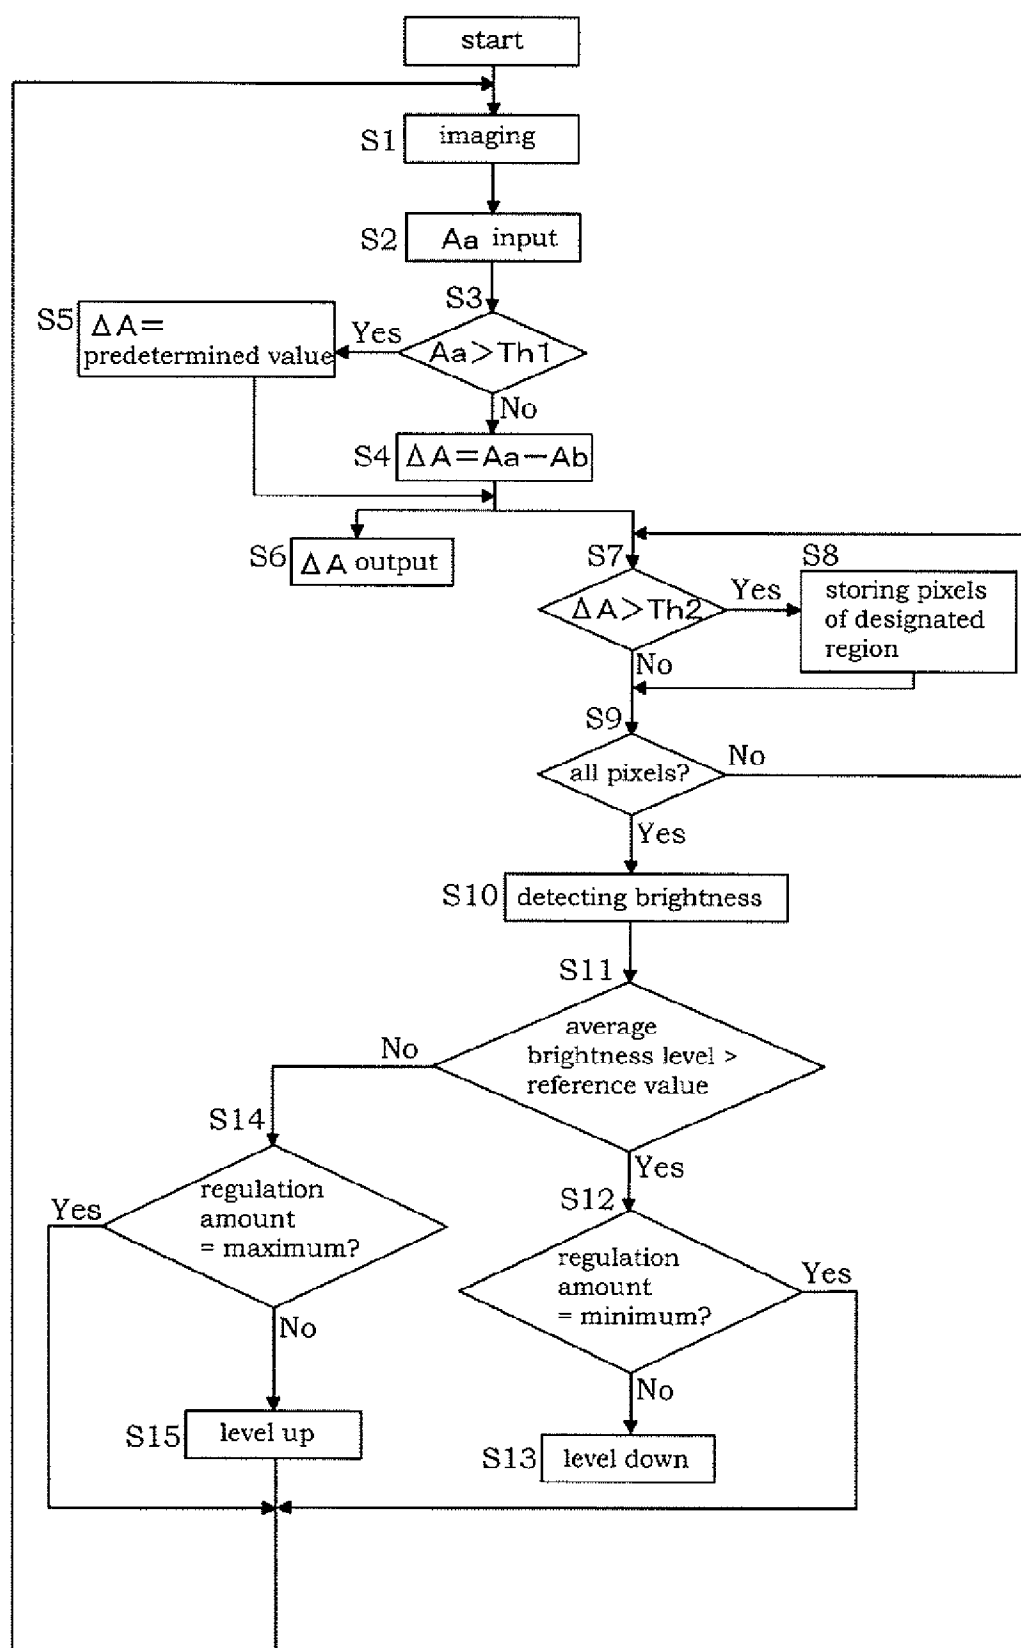 start
S1
imaging
S2
Aa input
S3
S5
ΔA=
predetermined value
Yes
Aa>Th1
No
S4
ΔA=Aa-Ab
S6
ΔA output
S7
S8
ΔA>Th2
Yes
storing pixels
of designated
region
No
S9
all pixels?
No
Yes
S10
detecting brightness
S11
average
brightness level >
reference value
No
S14
Yes
S12
regulation
amount
= maximum?
Yes
regulation
amount
= minimum?
Yes
No
No
S15
level up
S13
level down